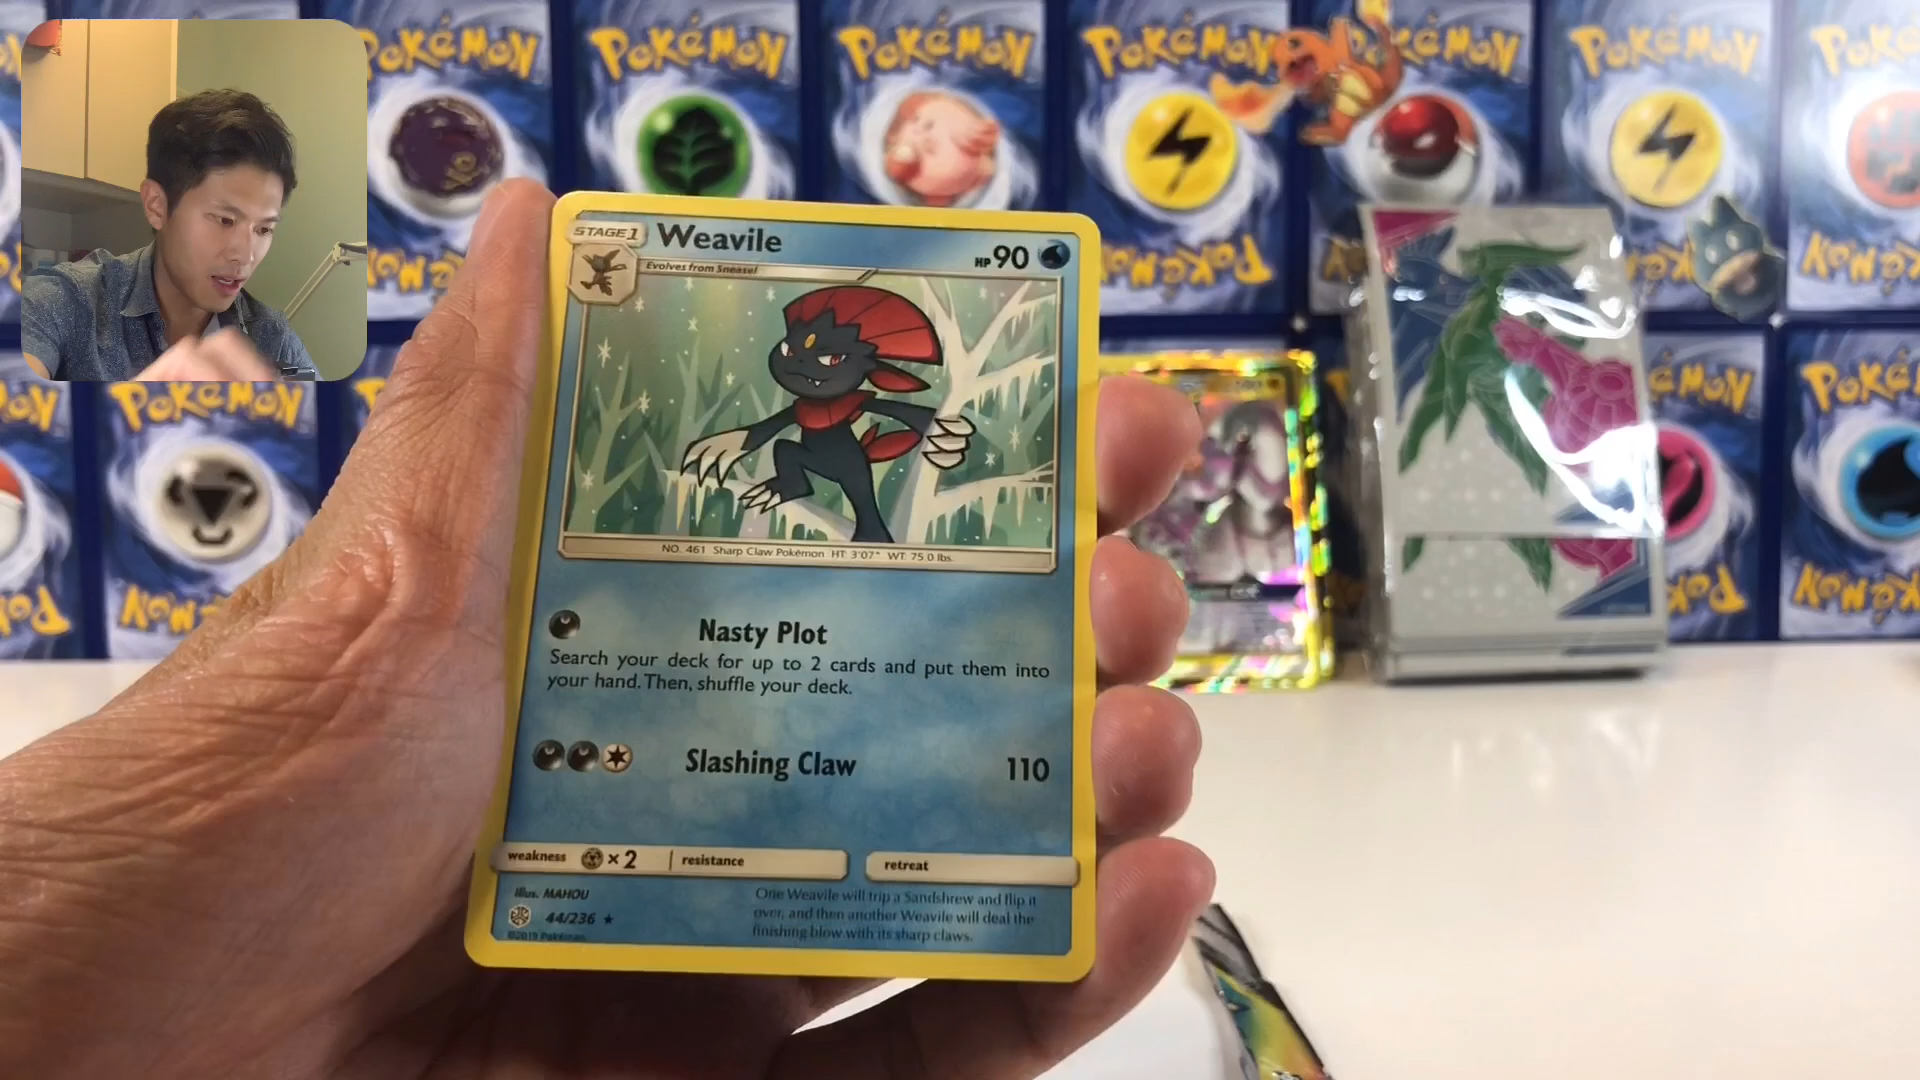 POKéMON
POKéMON
POKéMON
POKéMON
POKéMON
POKéMON
STAGE 1
Weavile
HP 90
Evolves from Sneasel
NO. 461 Sharp Claw Pokémon HT: 3'07" WT: 75.0 lbs.
Nasty Plot
Search your deck for up to 2 cards and put them into
your hand. Then, shuffle your deck.
Slashing Claw 110
weakness × 2 resistance
retreat
Illus. MAHOU
44/236
©2019 Pokémon
One Weavile will trip a Sandshrew and flip it
over, and then another Weavile will deal the
finishing blow with its sharp claws.
POKéMON